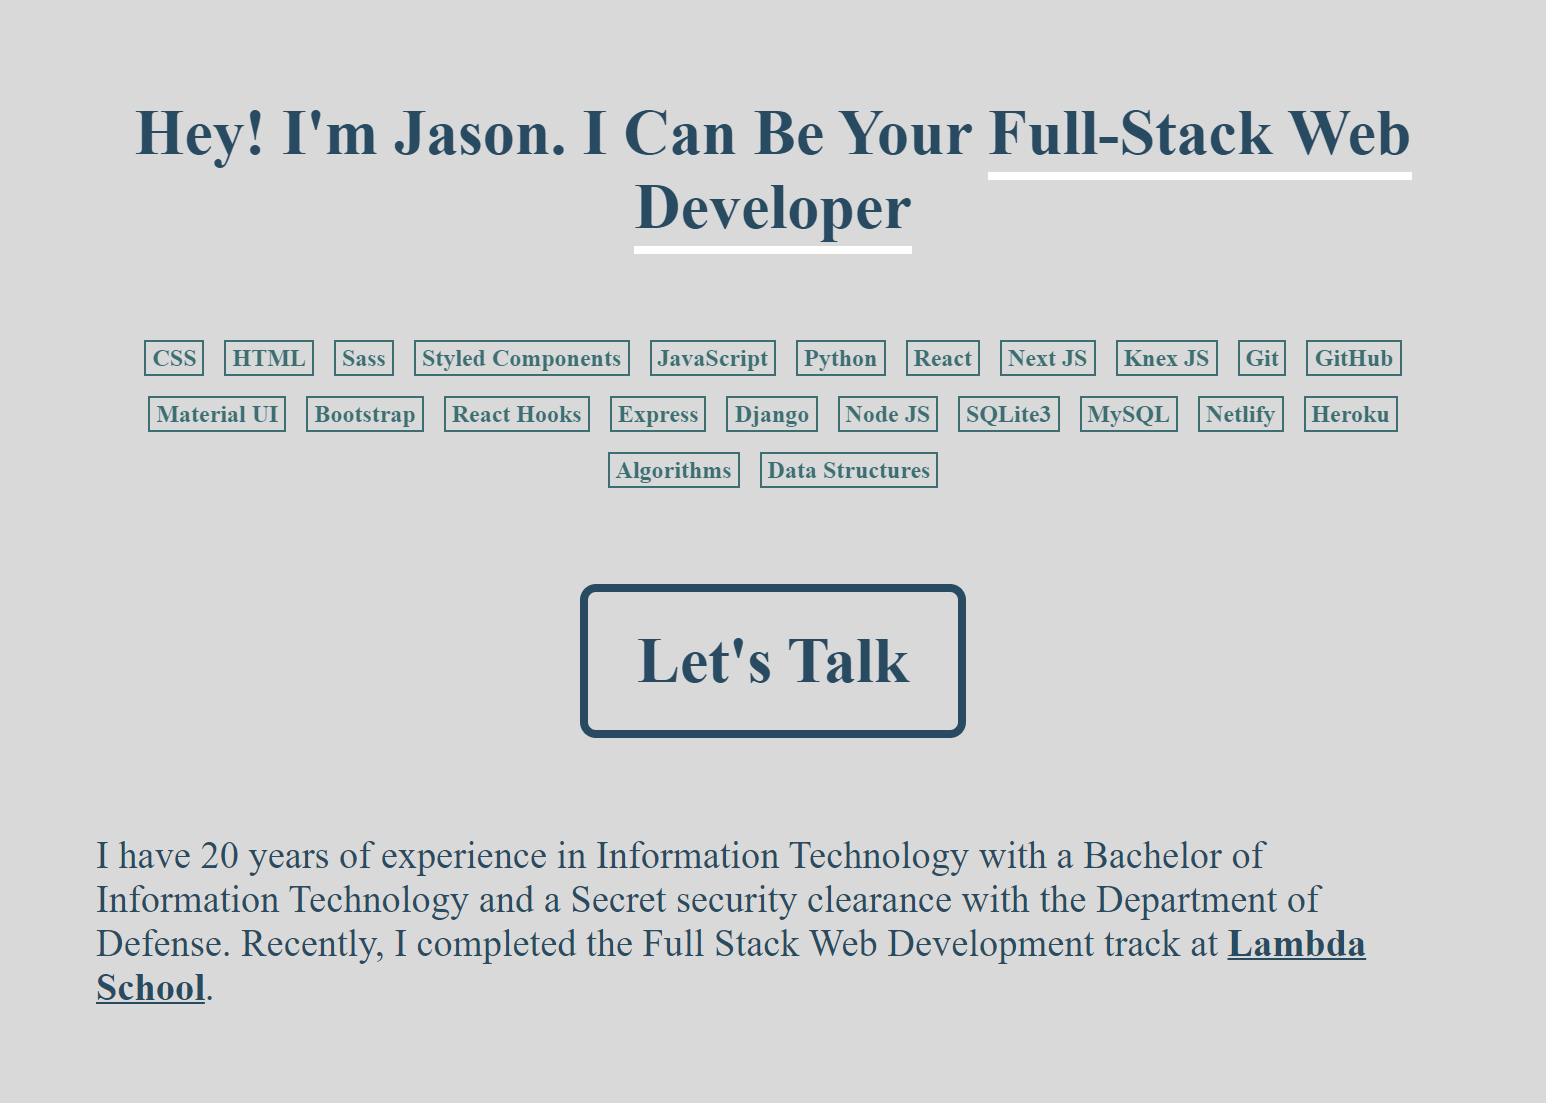 Hey! I'm Jason. I Can Be Your Full-Stack Web
Developer
CSS HTML Sass Styled Components JavaScript Python React Next JS Knex JS Git GitHub
Material UI Bootstrap React Hooks Express Django Node JS SQLite3 MySQL Netlify Heroku
Algorithms Data Structures
Let's Talk
I have 20 years of experience in Information Technology with a Bachelor of
Information Technology and a Secret security clearance with the Department of
Defense. Recently, I completed the Full Stack Web Development track at Lambda
School.